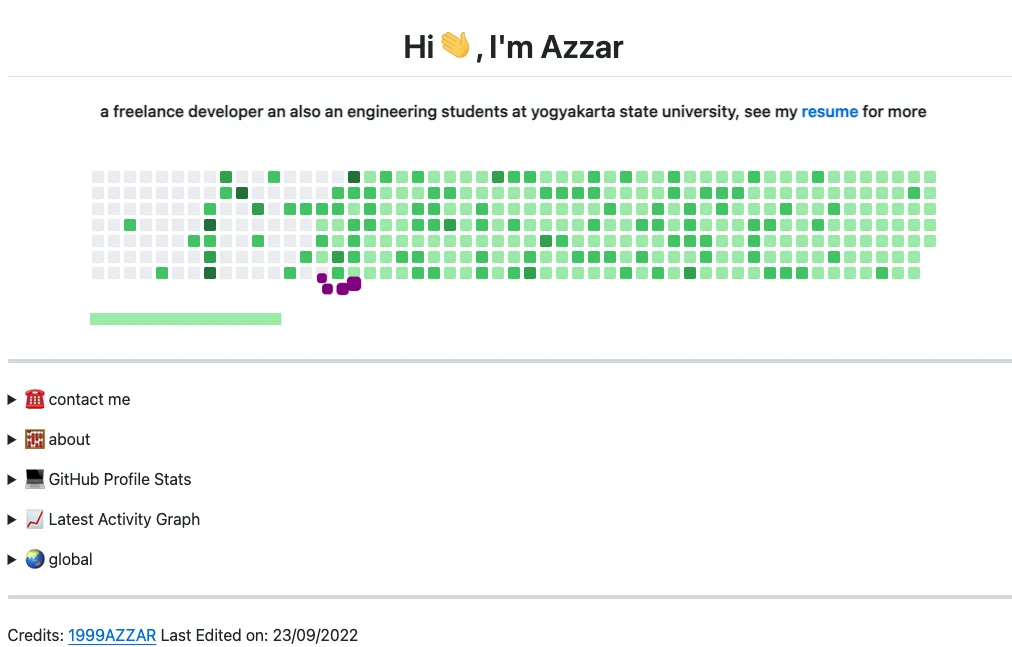 Hi👋, I'm Azzar
a freelance developer an also an engineering students at yogyakarta state university, see my resume for more
☎️ contact me
🧮 about
💻 GitHub Profile Stats
📈 Latest Activity Graph
🌏 global
Credits: 1999AZZAR Last Edited on: 23/09/2022